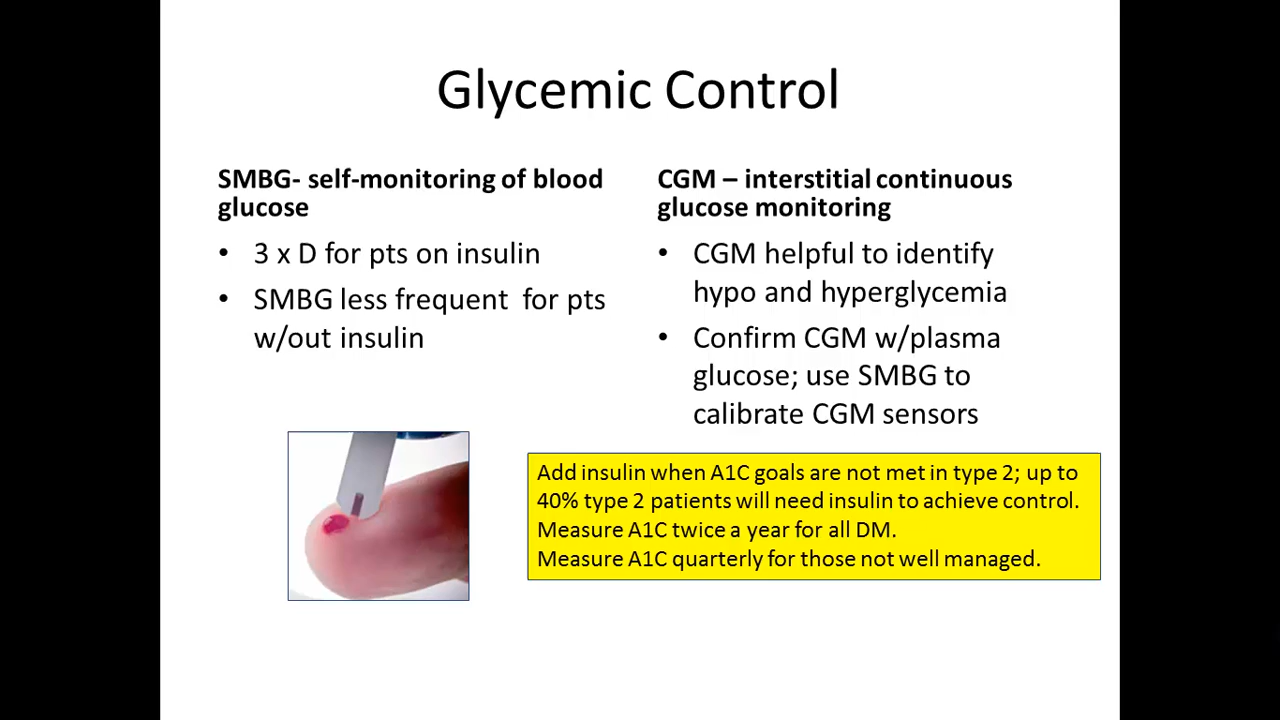 Glycemic Control
SMBG- self-monitoring of blood
glucose
• 3 x D for pts on insulin
• SMBG less frequent  for pts
w/out insulin
CGM – interstitial continuous
glucose monitoring
• CGM helpful to identify
hypo and hyperglycemia
• Confirm CGM w/plasma
glucose; use SMBG to
calibrate CGM sensors
Add insulin when A1C goals are not met in type 2; up to
40% type 2 patients will need insulin to achieve control.
Measure A1C twice a year for all DM.
Measure A1C quarterly for those not well managed.